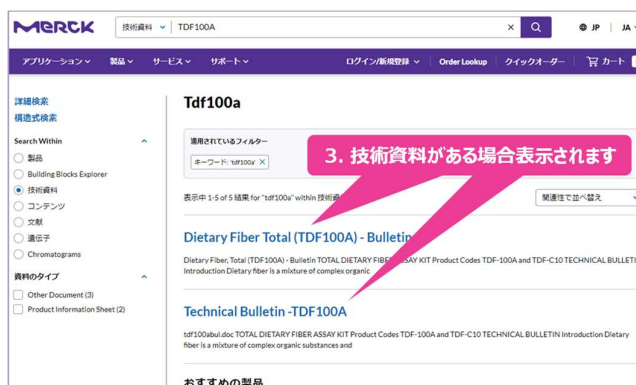 MERCK
技術資料 TDF100A × JP JA
アプリケーション 製品 サービス サポート ログイン/新規登録 Order Lookup クイックオーダー カート
詳細検索
構造式検索
Search Within
製品
Building Blocks Explorer
技術資料
コンテンツ
文献
遺伝子
Chromatograms
資料のタイプ
Other Document (3)
Product Information Sheet (2)
Tdf100a
適用されているフィルター
キーワード: 'tdf100a' ×
3. 技術資料がある場合表示されます
表示中 1-5 of 5 結果 for "tdf100a" within 技術資
関連性で並べ替え
Dietary Fiber Total (TDF100A) - Bulletin
Dietary Fiber, Total (TDF100A) - Bulletin TOTAL DIETARY FIBER ASSAY KIT Product Codes TDF-100A and TDF-C10 TECHNICAL BULLETI
Introduction Dietary fiber is a mixture of complex organic
Technical Bulletin -TDF100A
tdf100abul.doc TOTAL DIETARY FIBER ASSAY KIT Product Codes TDF-100A and TDF-C10 TECHNICAL BULLETIN Introduction Dietary
fiber is a mixture of complex organic substances and
おすすめの製品